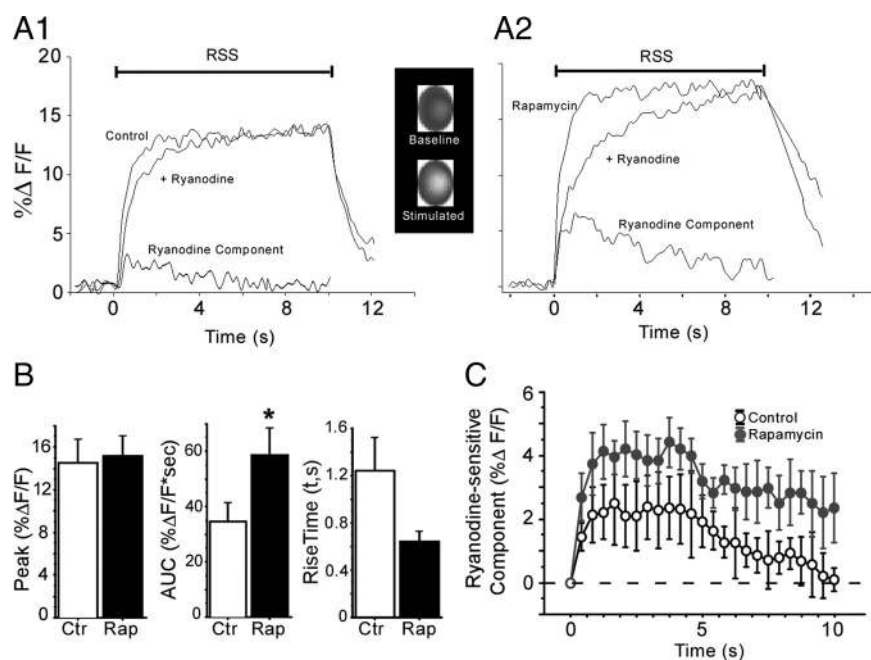 A1
A2
RSS
RSS
20
15
10
5
0
%Δ F/F
Control
+ Ryanodine
Ryanodine Component
Baseline
Stimulated
Rapamycin
+ Ryanodine
Ryanodine Component
0 4 8 12
Time (s)
0 4 8 12
Time (s)
B
Peak (%ΔF/F)
16
12
8
4
0
Ctr Rap
AUC (%ΔF/F*sec)
60
40
20
0
*
Ctr Rap
RiseTime (t,s)
1.6
1.2
0.8
0.4
0
Ctr Rap
C
Ryanodine-sensitive
Component (%Δ F/F)
6
4
2
0
Control
Rapamycin
0 5 10
Time (s)